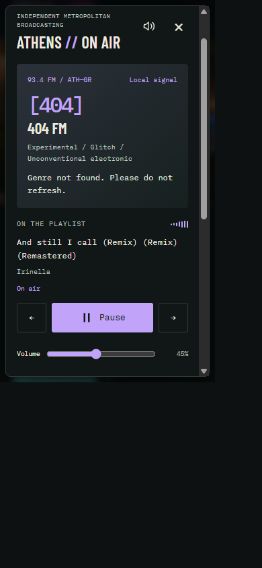 INDEPENDENT METROPOLITAN
BROADCASTING
ATHENS // ON AIR
93.4 FM / ATH—GR
Local signal
[404]
404 FM
Experimental / Glitch /
Unconventional electronic
Genre not found. Please do not
refresh.
ON THE PLAYLIST
And still I call (Remix) (Remix)
(Remastered)
Irinella
On air
← 
Pause
→
Volume
45%